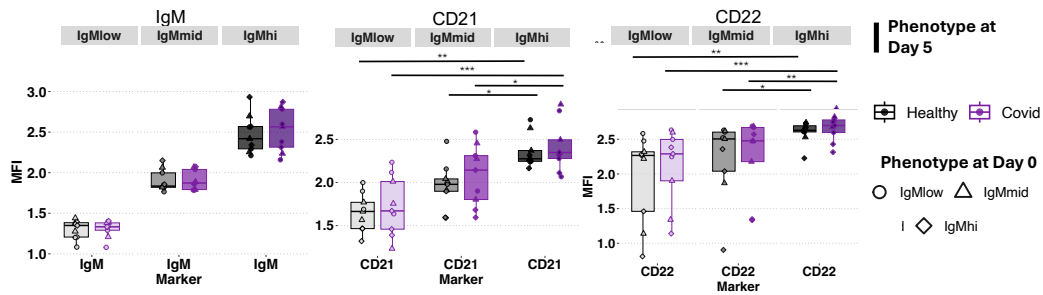 IgM
IgMlow IgMmid IgMhi
3.0
2.5
2.0
1.5
1.0
MFI
IgM IgM IgM
Marker
CD21
IgMlow IgMmid IgMhi
**
***
*
*
2.5
2.0
1.5
CD21 CD21 CD21
Marker
CD22
IgMlow IgMmid IgMhi
**
***
**
*
2.5
2.0
1.5
1.0
MFI
CD22 CD22 CD22
Marker
Phenotype at
Day 5
Healthy Covid
Phenotype at Day 0
IgMlow IgMmid
I IgMhi